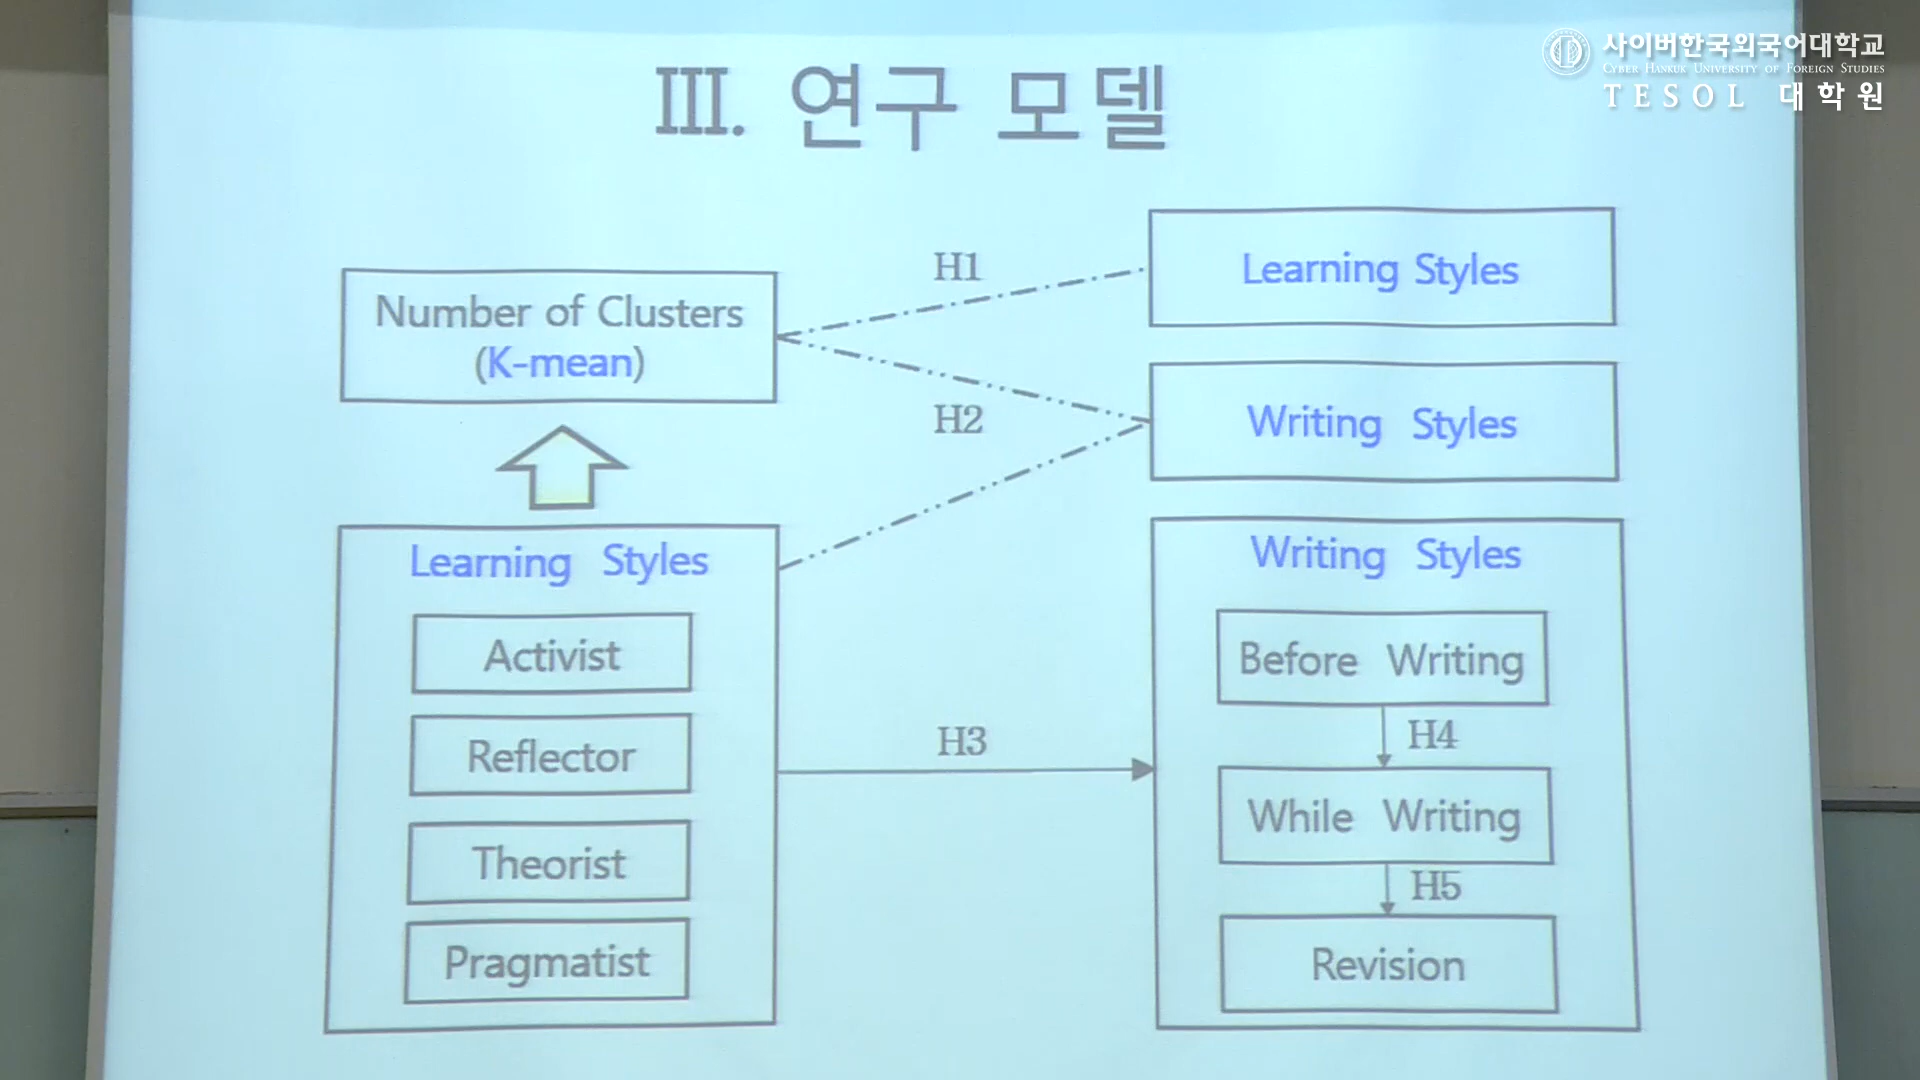 사이버한국외국어대학교
CYBER HANKUK UNIVERSITY OF FOREIGN STUDIES
TESOL 대학원
III. 연구 모델
Number of Clusters
(K-mean)
H1
H2
Learning Styles
Writing Styles
Learning Styles
Activist
Reflector
Theorist
Pragmatist
H3
Writing Styles
Before Writing
H4
While Writing
H5
Revision